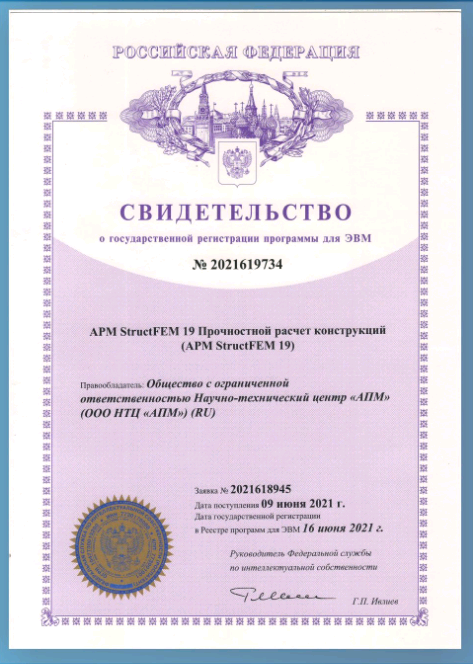 РОССИЙСКАЯ ФЕДЕРАЦИЯ
СВИДЕТЕЛЬСТВО
о государственной регистрации программы для ЭВМ
№ 2021619734
APM StructFEM 19 Прочностной расчет конструкций
(APM StructFEM 19)
Правообладатель: Общество с ограниченной
ответственностью Научно-технический центр «АПМ»
(ООО НТЦ «АПМ») (RU)
Заявка № 2021618945
Дата поступления 09 июня 2021 г.
Дата государственной регистрации
в Реестре программ для ЭВМ 16 июня 2021 г.
Руководитель Федеральной службы
по интеллектуальной собственности
Г.П. Ивлиев